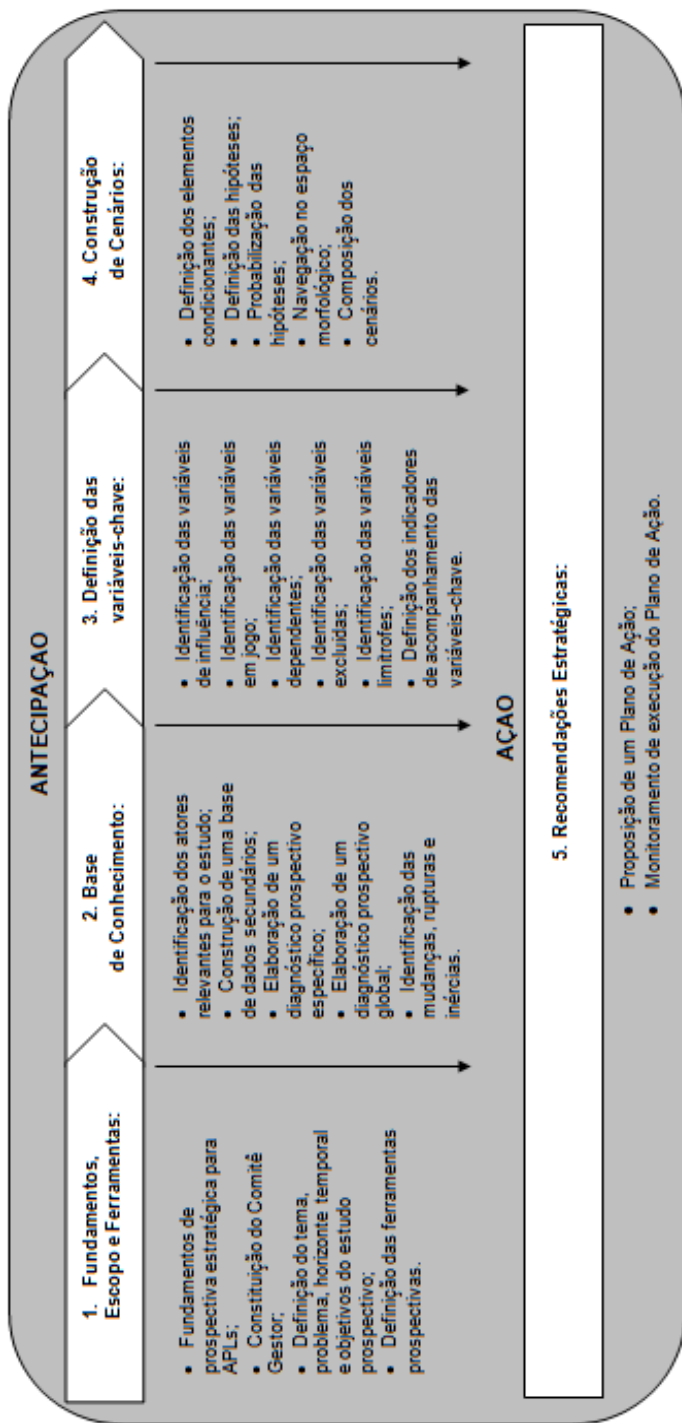 ANTECIPAÇAO
1. Fundamentos,
Escopo e Ferramentas:
2. Base
de Conhecimento:
3. Definição das
variáveis-chave:
4. Construção
de Cenários:
• Fundamentos de
prospectiva estratégica para
APLs;
• Constituição do Comitê
Gestor;
• Definição do tema,
problema, horizonte temporal
e objetivos do estudo
prospectivo;
• Definição das ferramentas
prospectivas.
• Identificação dos atores
relevantes para o estudo;
• Construção de uma base
de dados secundários;
• Elaboração de um
diagnóstico prospectivo
específico;
• Elaboração de um
diagnóstico prospectivo
global;
• Identificação das
mudanças, rupturas e
inércias.
• Identificação das variáveis
de influência;
• Identificação das variáveis
em jogo;
• Identificação das variáveis
dependentes;
• Identificação das variáveis
excluídas;
• Identificação das variáveis
limítrofes;
• Definição dos indicadores
de acompanhamento das
variáveis-chave.
• Definição dos elementos
condicionantes;
• Definição das hipóteses;
• Probabilização das
hipóteses;
• Navegação no espaço
morfológico;
• Composição dos
cenários.
AÇAO
5. Recomendações Estratégicas:
• Proposição de um Plano de Ação;
• Monitoramento de execução do Plano de Ação.